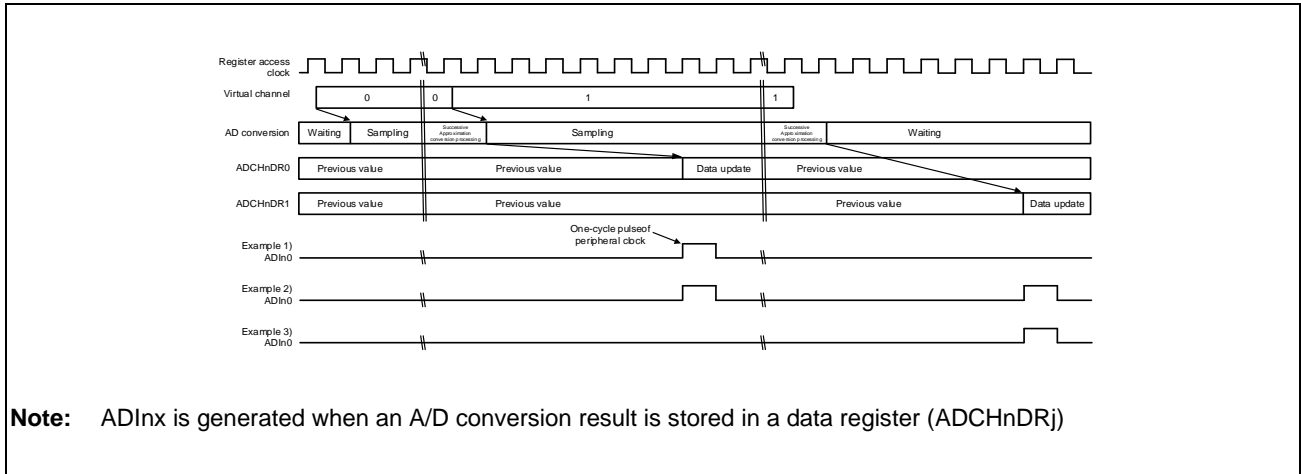 Register access
clock
Virtual channel
0
0
1
1
AD conversion
Waiting
Sampling
Successive
Approximation
conversion processing
Sampling
Successive
Approximation
conversion processing
Waiting
ADCHnDR0
Previous value
Previous value
Data update
Previous value
ADCHnDR1
Previous value
Previous value
Previous value
Data update
One-cycle pulseof
peripheral clock
Example 1)
ADIn0
Example 2)
ADIn0
Example 3)
ADIn0
Note: ADInx is generated when an A/D conversion result is stored in a data register (ADCHnDRj)